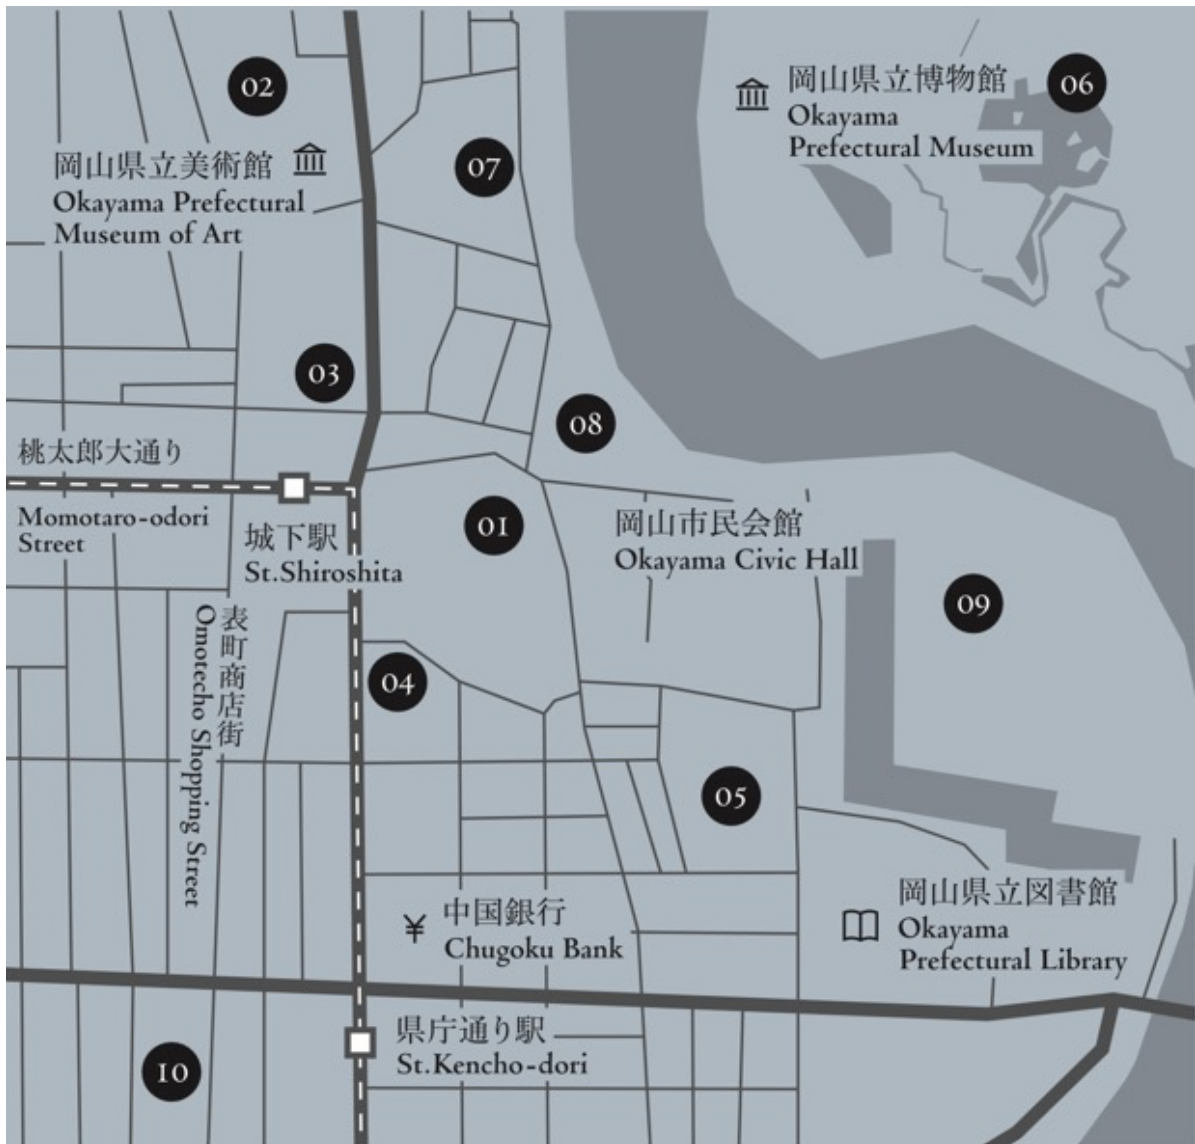 02
06
岡山県立博物館
Okayama
Prefectural Museum
岡山県立美術館
Okayama Prefectural
Museum of Art
07
03
08
桃太郎大通り
Momotaro-odori
Street
城下駅
St.Shiroshita
01
岡山市民会館
Okayama Civic Hall
09
表町商店街
Omotecho Shopping Street
04
05
中国銀行
Chugoku Bank
岡山県立図書館
Okayama
Prefectural Library
県庁通り駅
St.Kencho-dori
10